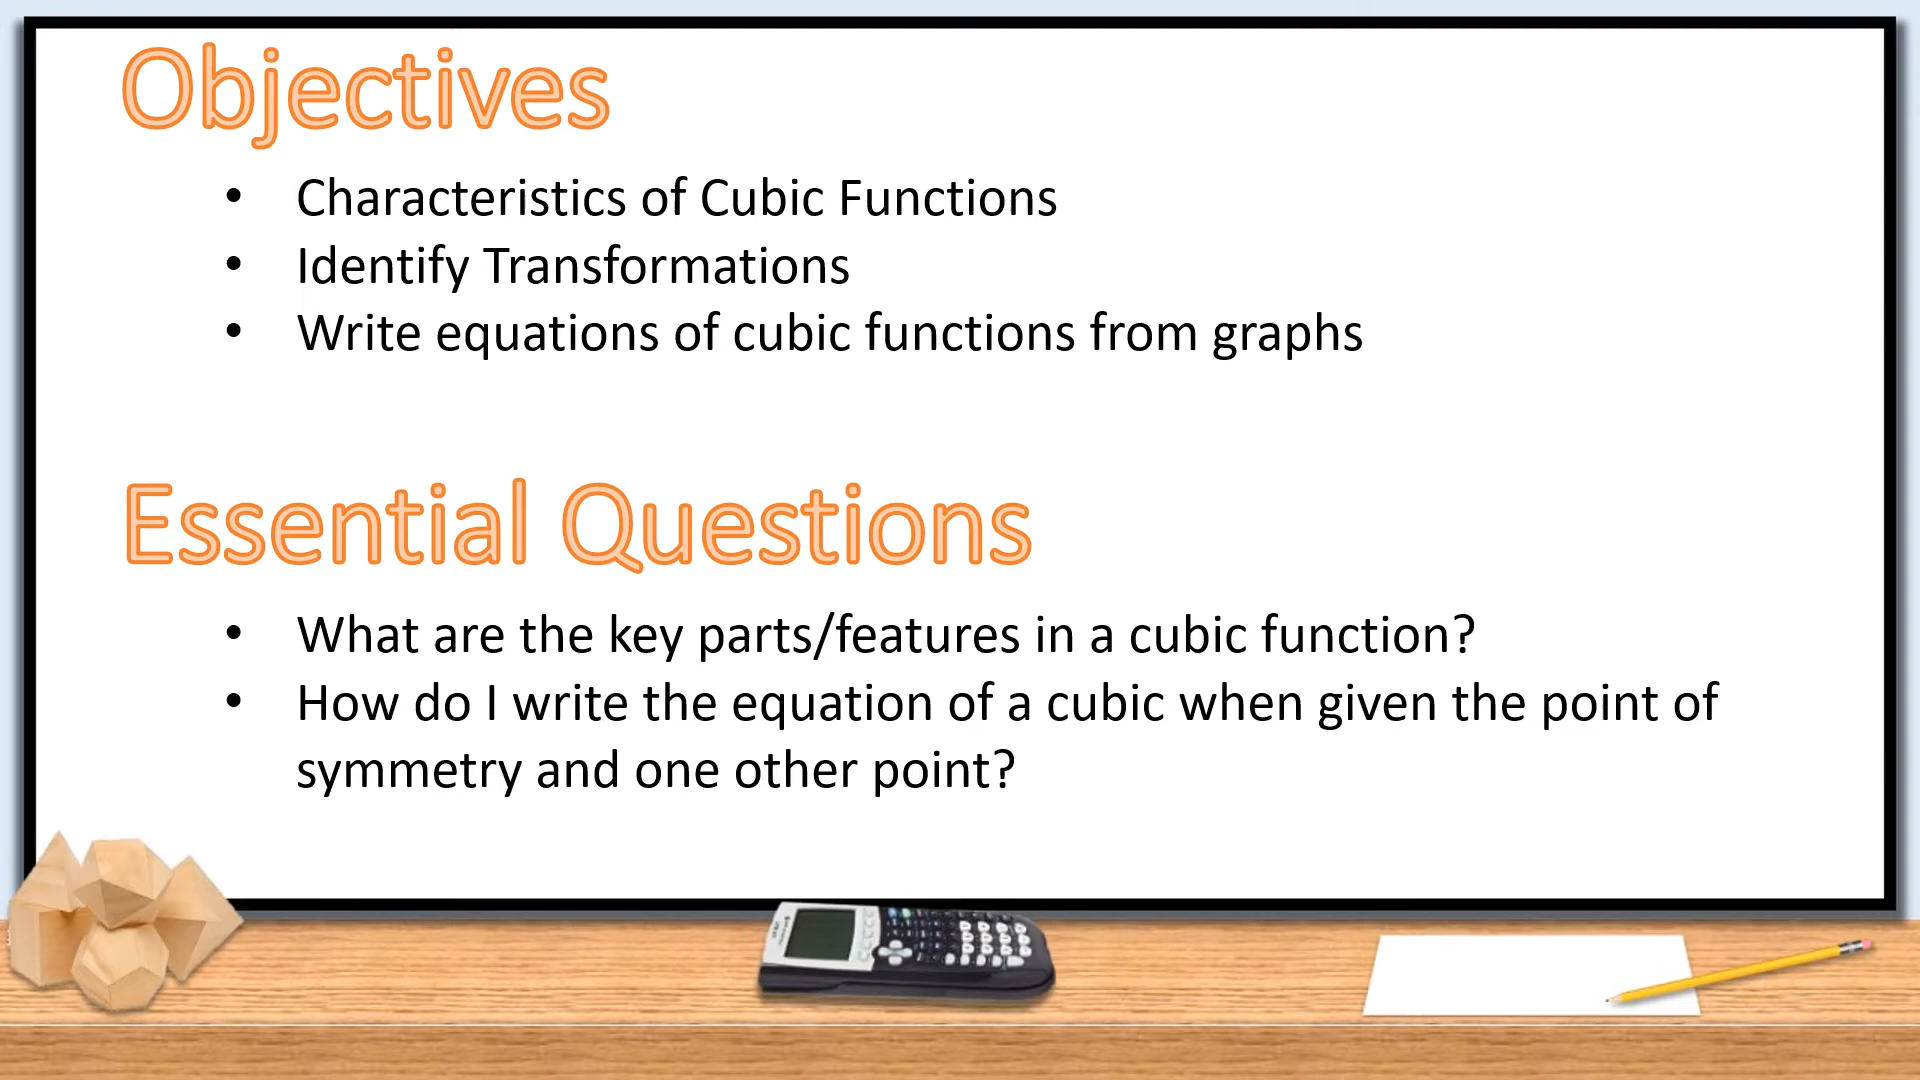 Objectives
• Characteristics of Cubic Functions
• Identify Transformations
• Write equations of cubic functions from graphs
Essential Questions
• What are the key parts/features in a cubic function?
• How do I write the equation of a cubic when given the point of
symmetry and one other point?